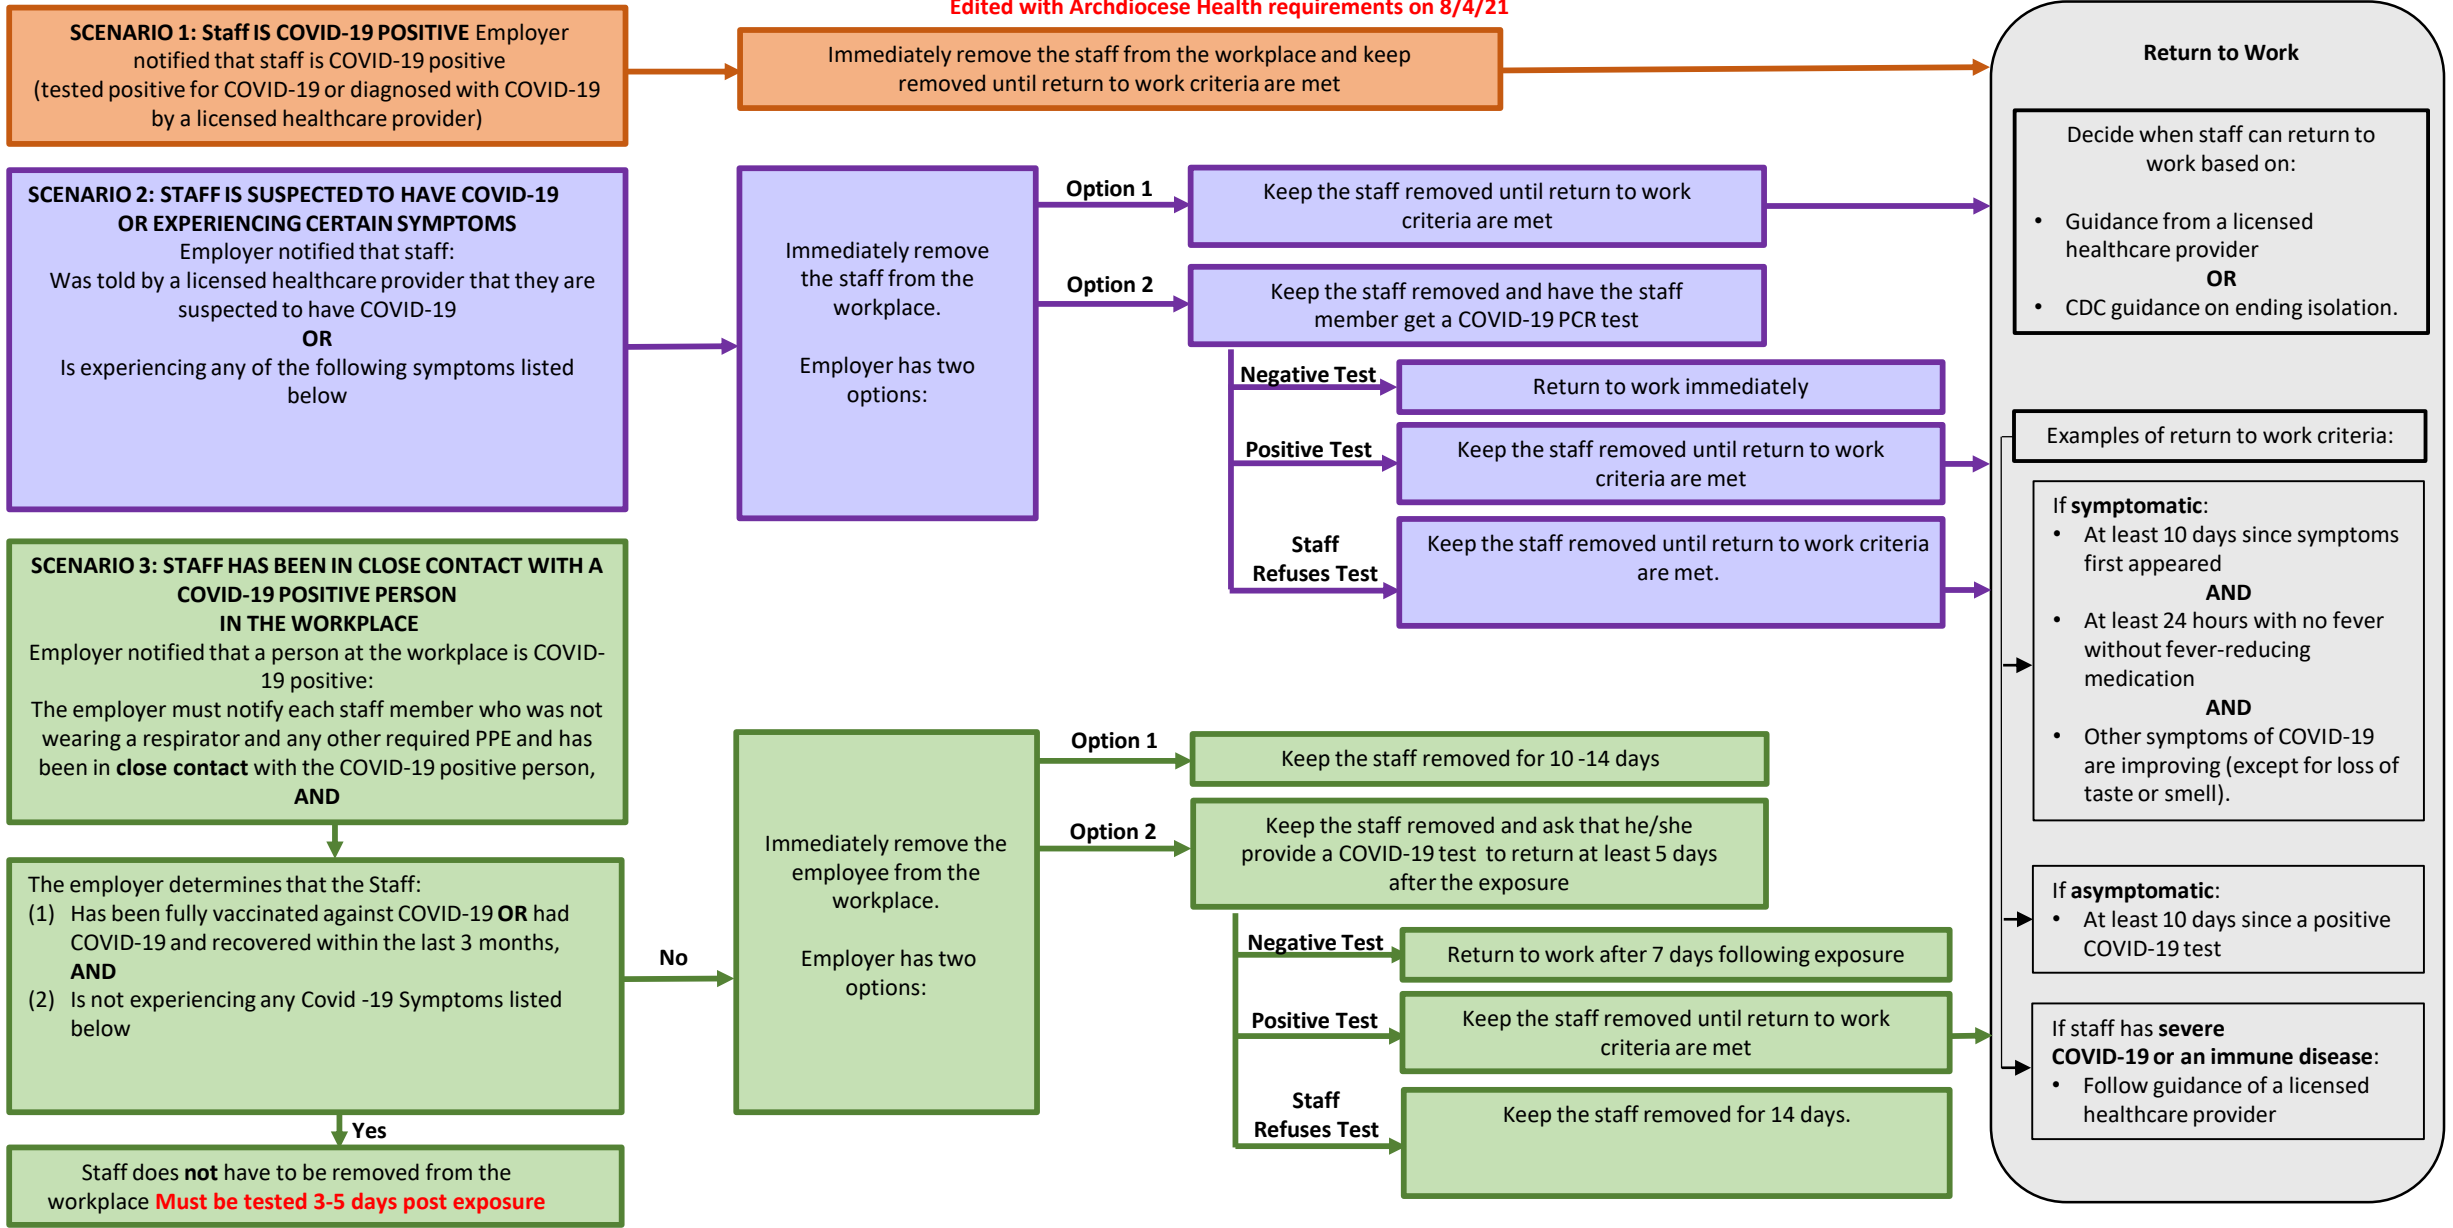 Edited with Archdiocese Health requirements on 8/4/21
SCENARIO 1: Staff IS COVID-19 POSITIVE Employer
notified that staff is COVID-19 positive
(tested positive for COVID-19 or diagnosed with COVID-19
by a licensed healthcare provider)
Immediately remove the staff from the workplace and keep
removed until return to work criteria are met
SCENARIO 2: STAFF IS SUSPECTED TO HAVE COVID-19
OR EXPERIENCING CERTAIN SYMPTOMS
Employer notified that staff:
Was told by a licensed healthcare provider that they are
suspected to have COVID-19
OR
Is experiencing any of the following symptoms listed
below
Immediately remove
the staff from the
workplace.
Employer has two
options:
Option 1
Keep the staff removed until return to work
criteria are met
Option 2
Keep the staff removed and have the staff
member get a COVID-19 PCR test
Negative Test
Return to work immediately
Positive Test
Keep the staff removed until return to work
criteria are met
Staff
Refuses Test
Keep the staff removed until return to work criteria
are met.
SCENARIO 3: STAFF HAS BEEN IN CLOSE CONTACT WITH A
COVID-19 POSITIVE PERSON
IN THE WORKPLACE
Employer notified that a person at the workplace is COVID-
19 positive:
The employer must notify each staff member who was not
wearing a respirator and any other required PPE and has
been in close contact with the COVID-19 positive person,
AND
The employer determines that the Staff:
(1) Has been fully vaccinated against COVID-19 OR had
COVID-19 and recovered within the last 3 months,
AND
(2) Is not experiencing any Covid -19 Symptoms listed
below
Yes
Staff does not have to be removed from the
workplace Must be tested 3-5 days post exposure
No
Immediately remove the
employee from the
workplace.
Employer has two
options:
Option 1
Keep the staff removed for 10 -14 days
Option 2
Keep the staff removed and ask that he/she
provide a COVID-19 test to return at least 5 days
after the exposure
Negative Test
Return to work after 7 days following exposure
Positive Test
Keep the staff removed until return to work
criteria are met
Staff
Refuses Test
Keep the staff removed for 14 days.
Return to Work
Decide when staff can return to
work based on:
• Guidance from a licensed
healthcare provider
OR
• CDC guidance on ending isolation.
Examples of return to work criteria:
If symptomatic:
• At least 10 days since symptoms
first appeared
AND
• At least 24 hours with no fever
without fever-reducing
medication
AND
• Other symptoms of COVID-19
are improving (except for loss of
taste or smell).
If asymptomatic:
• At least 10 days since a positive
COVID-19 test
If staff has severe
COVID-19 or an immune disease:
• Follow guidance of a licensed
healthcare provider